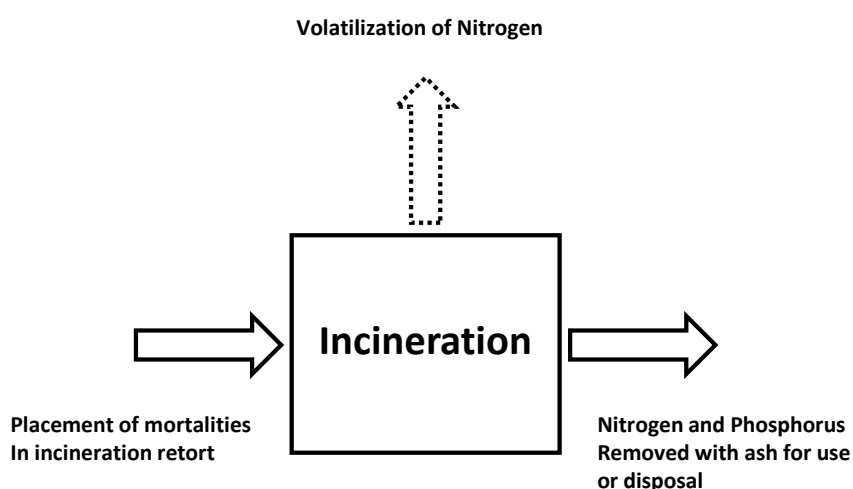 Volatilization of Nitrogen
Incineration
Placement of mortalities
In incineration retort
Nitrogen and Phosphorus
Removed with ash for use
or disposal